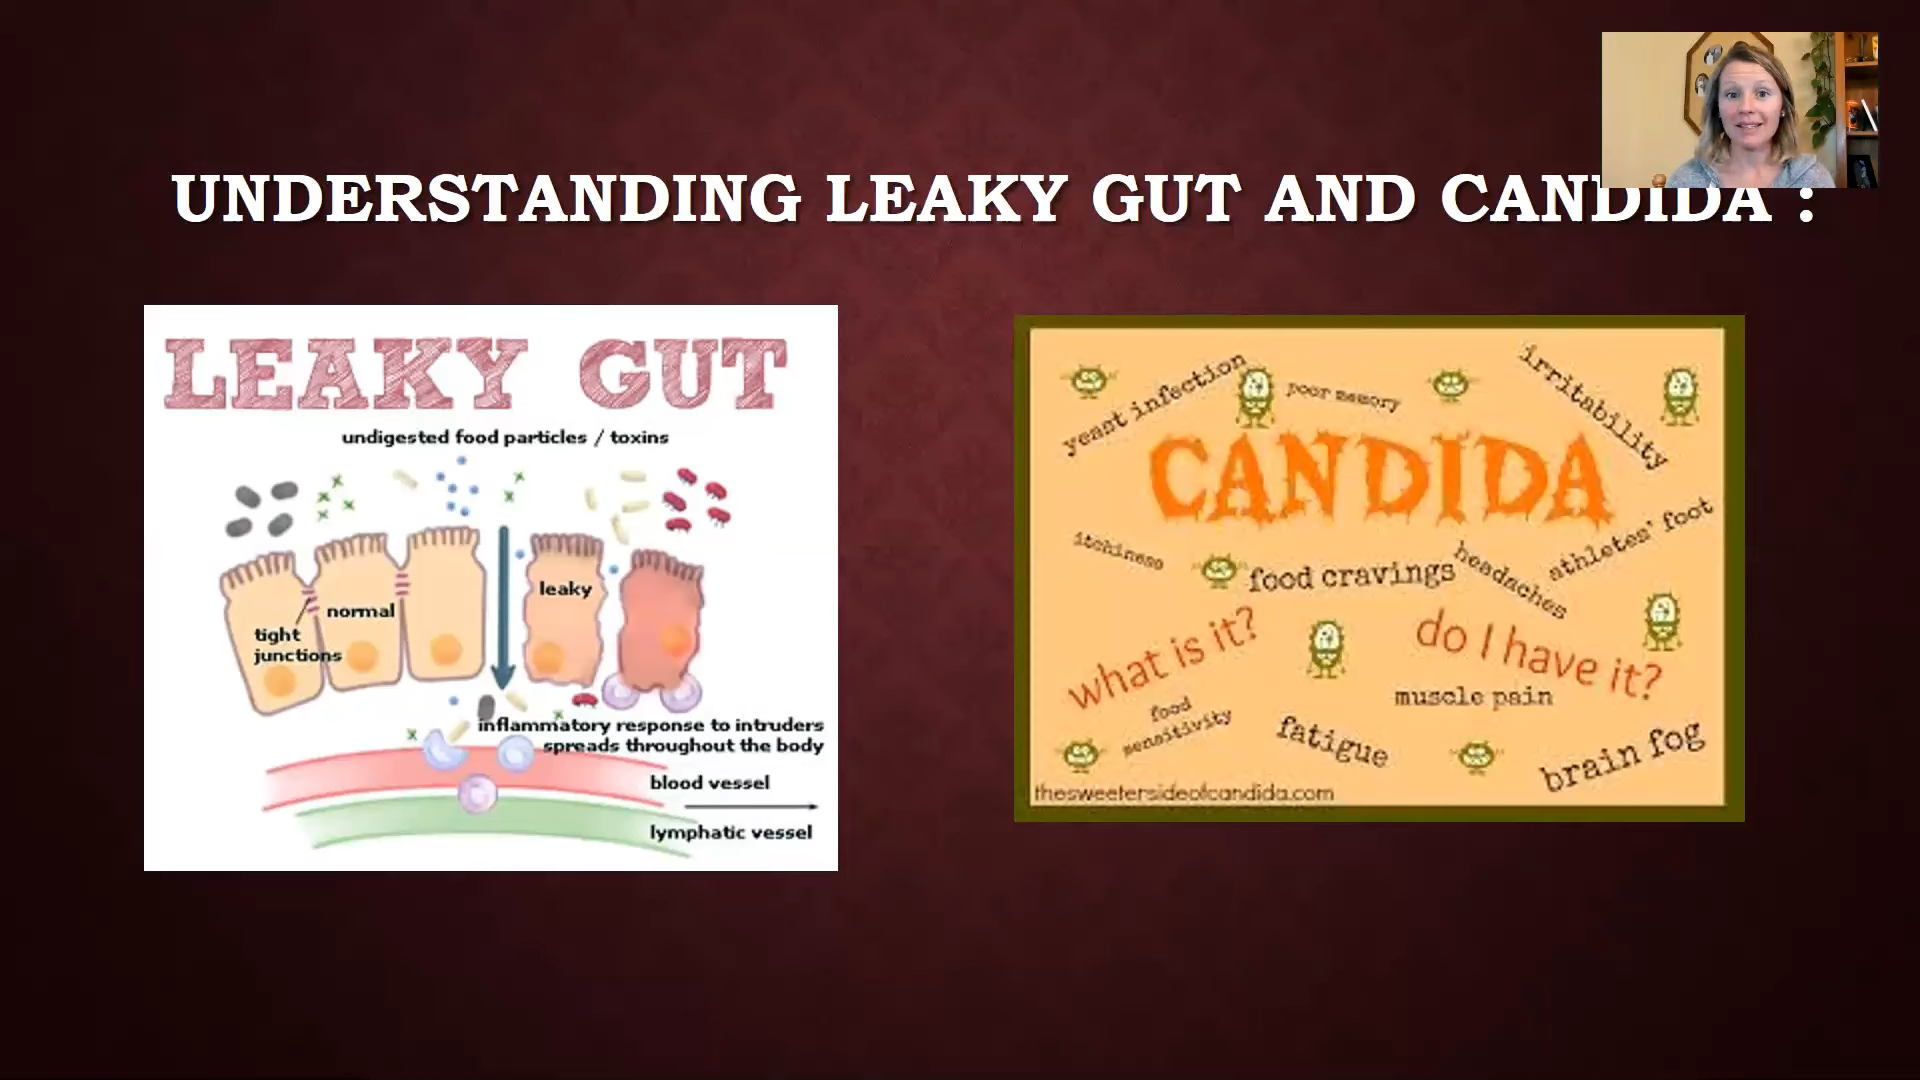 UNDERSTANDING LEAKY GUT AND CANDIDA :
LEAKY GUT
undigested food particles / toxins
leaky
normal
tight
junctions
inflammatory response to intruders
spreads throughout the body
blood vessel
lymphatic vessel
yeast infection
poor memory
irritability
CANDIDA
itchiness
food cravings
headaches
athletes' foot
what is it?
do I have it?
muscle pain
food
sensitivity
fatigue
brain fog
thesweetersideofcandida.com